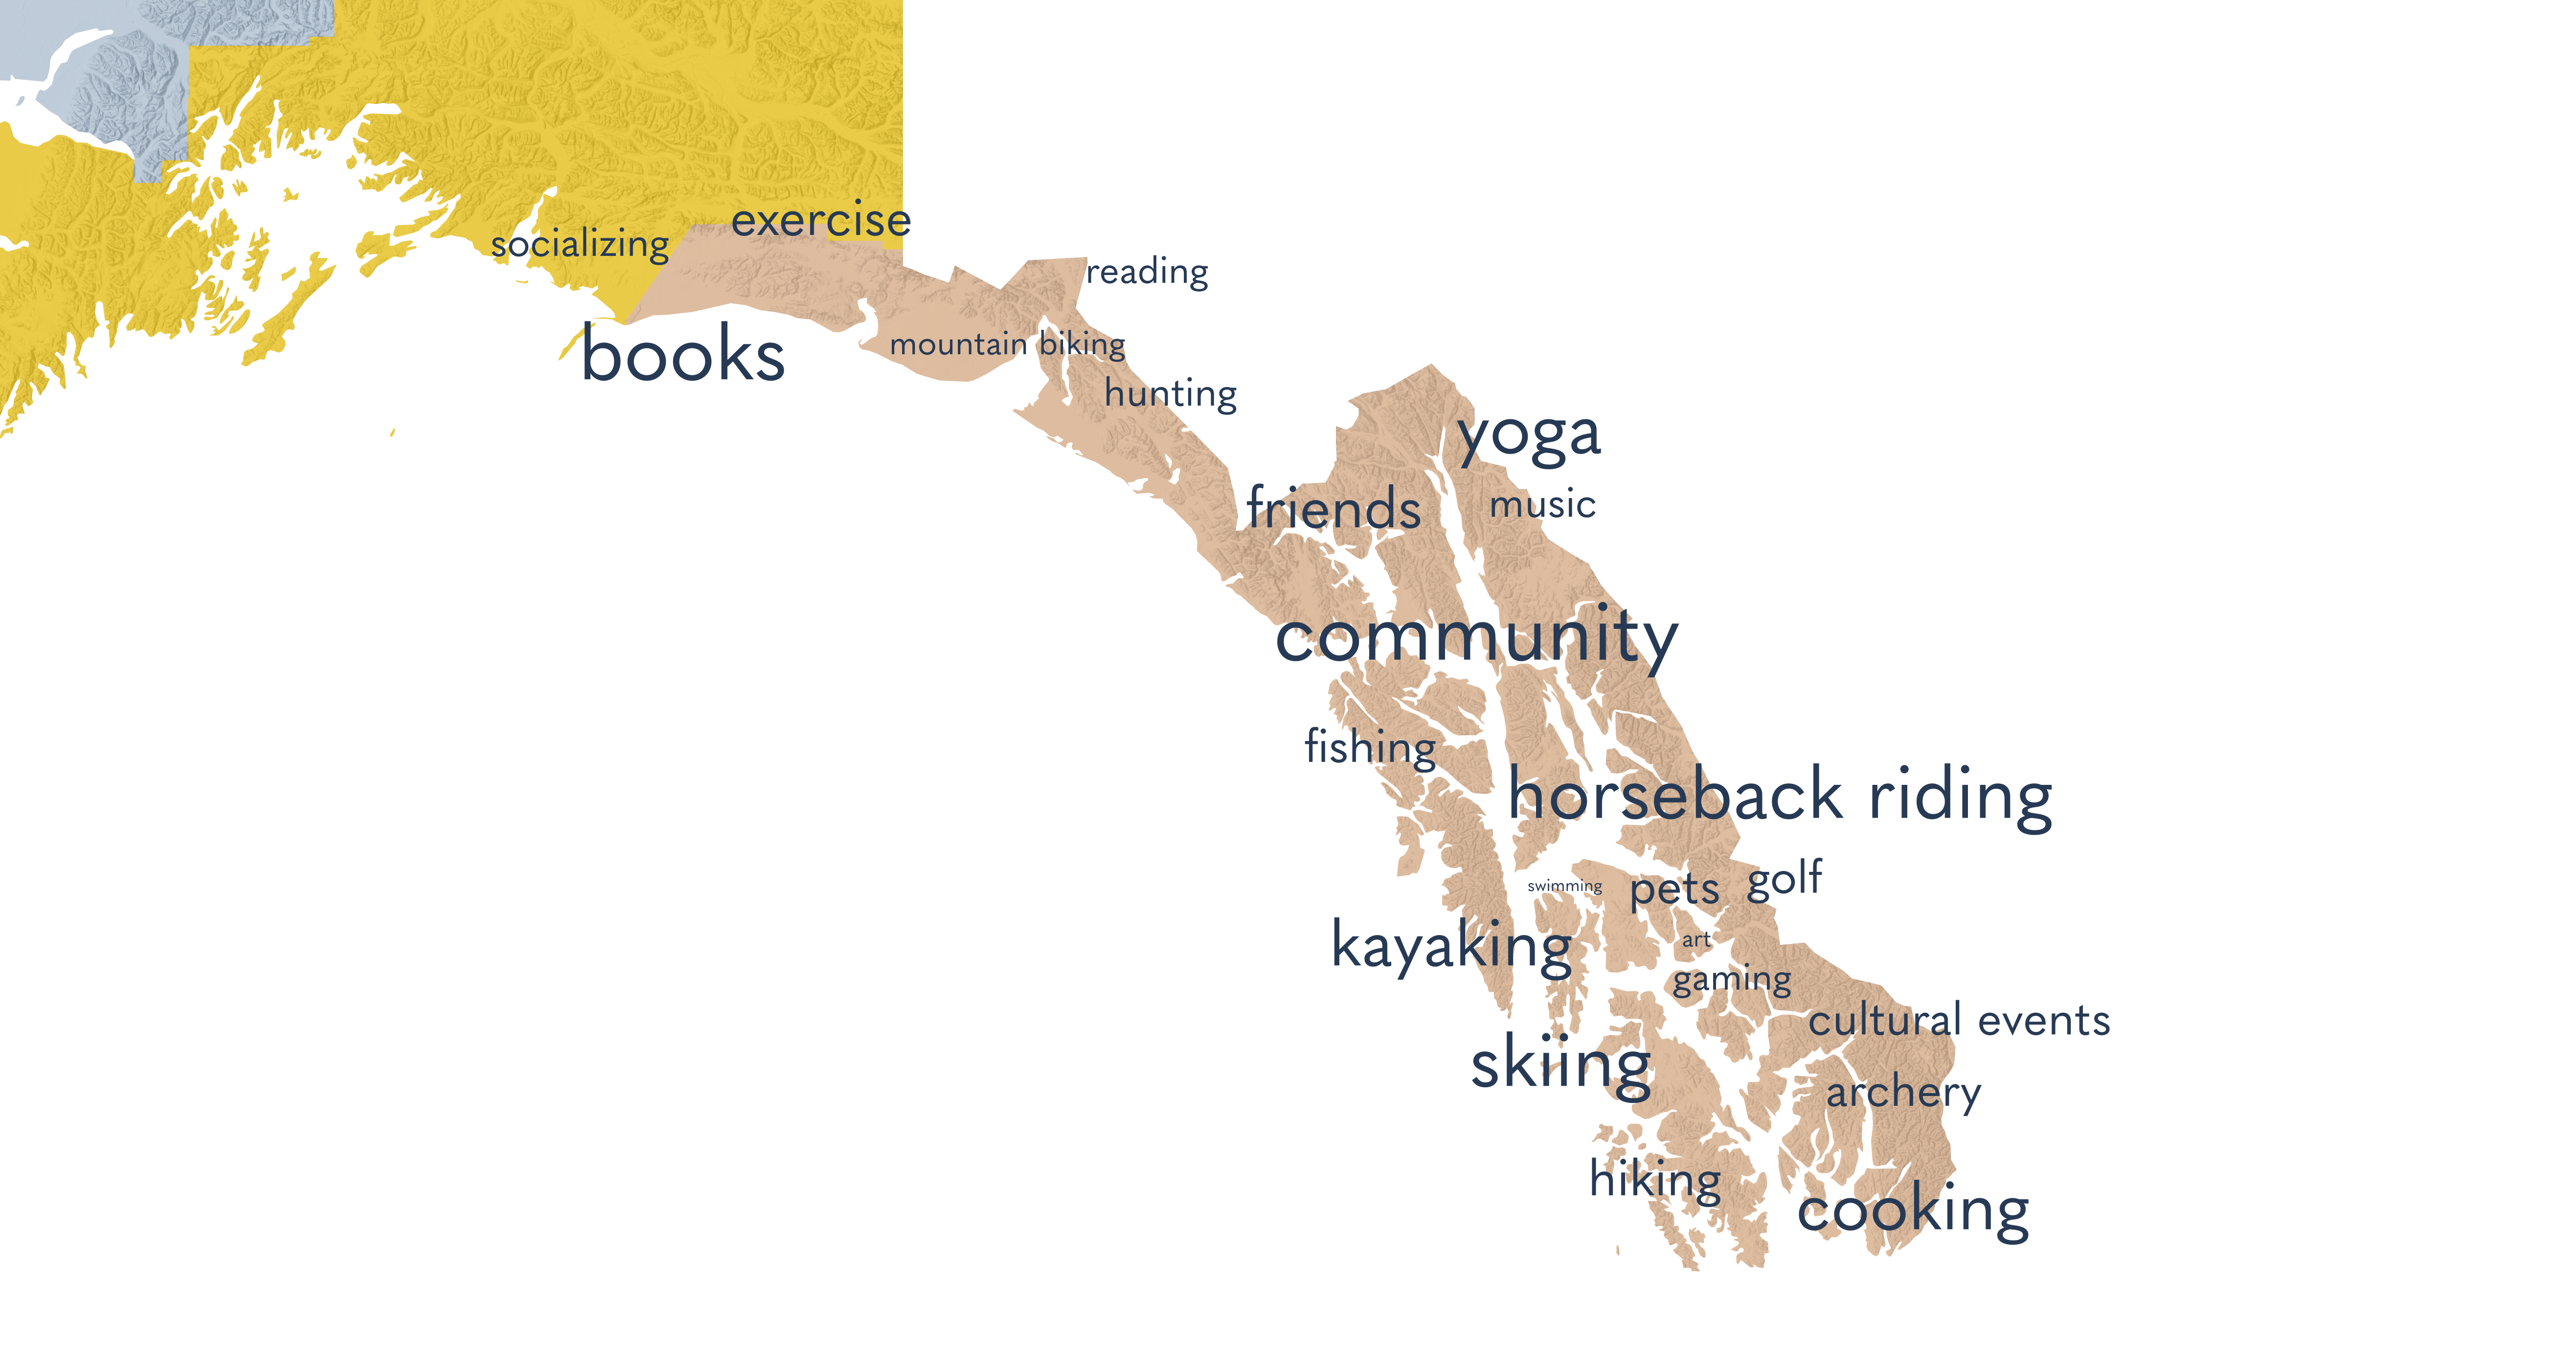 exercise
socializing
reading
books
mountain biking
hunting
yoga
music
friends
community
fishing
horseback riding
golf
swimming
pets
kayaking
art
gaming
cultural events
skiing
archery
hiking
cooking